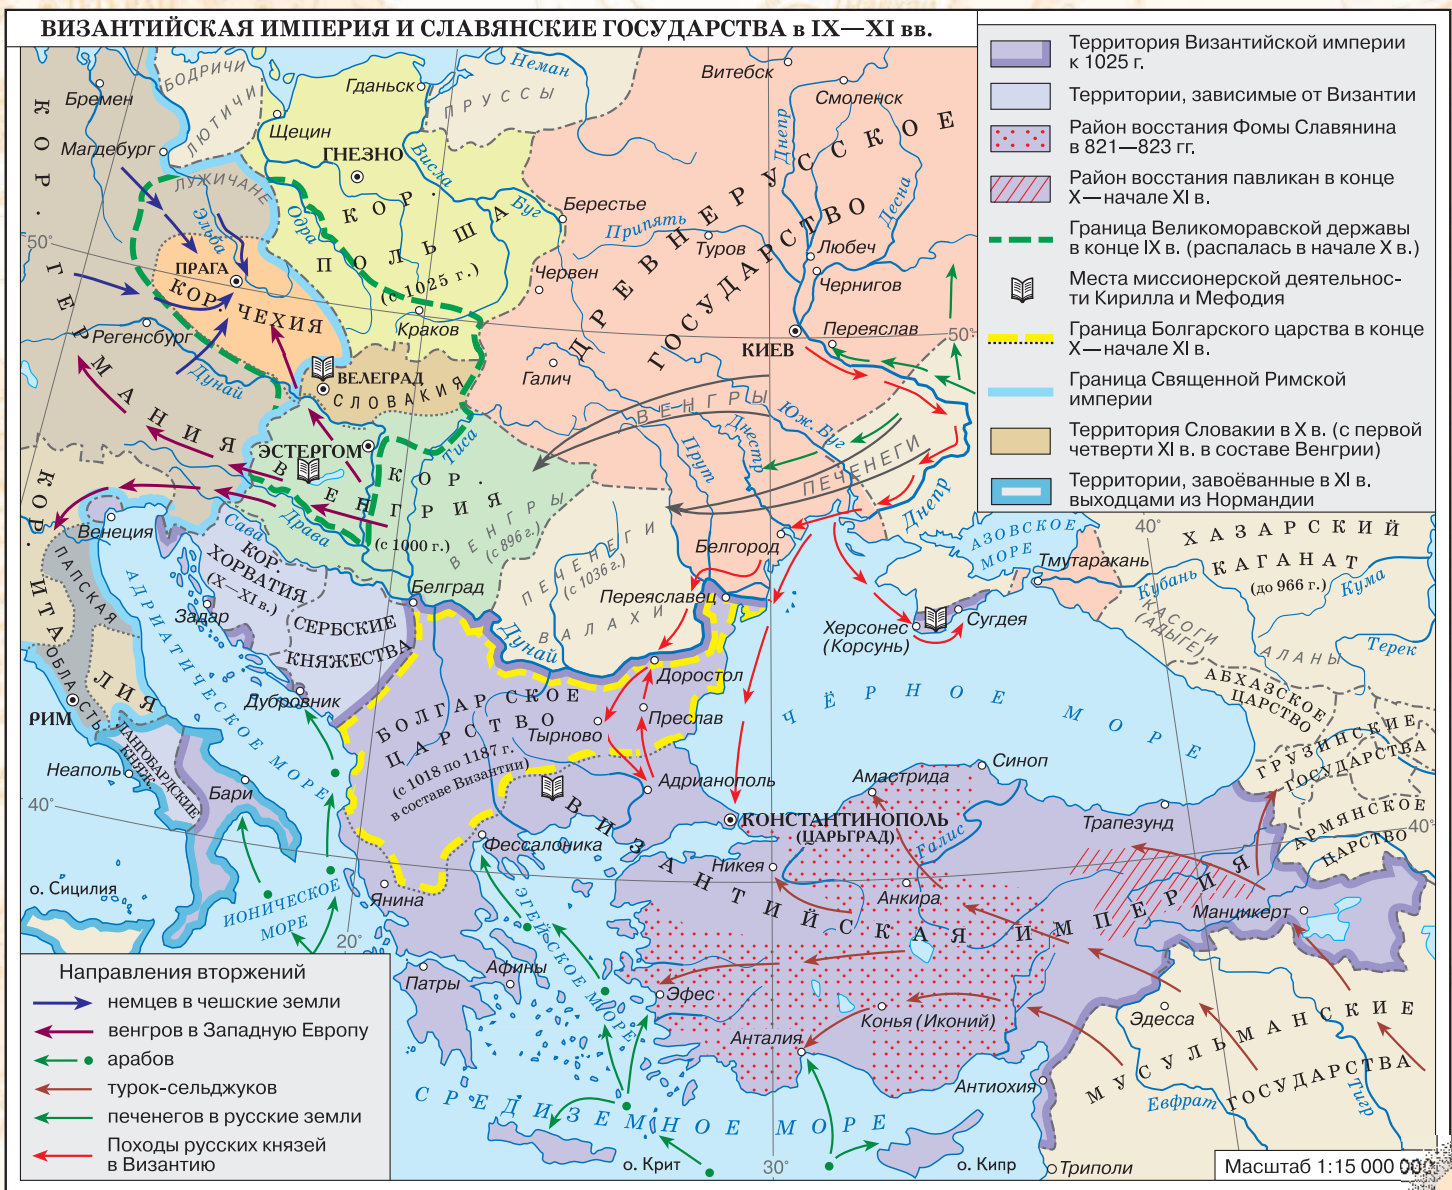 ВИЗАНТИЙСКАЯ ИМПЕРИЯ И СЛАВЯНСКИЕ ГОСУДАРСТВА в IX—XI вв.
Территория Византийской империи
к 1025 г.
Территории, зависимые от Византии
Район восстания Фомы Славянина
в 821—823 гг.
Район восстания павликан в конце
X—начале XI в.
Граница Великоморавской державы
в конце IX в. (распалась в начале X в.)
Места миссионерской деятельнос-
ти Кирилла и Мефодия
Граница Болгарского царства в конце
X—начале XI в.
Граница Священной Римской
империи
Территория Словакии в X в. (с первой
четверти XI в. в составе Венгрии)
Территории, завоёванные в XI в.
выходцами из Нормандии
БОДРИЧИ
Бремен
ЛЮТИЧИ
Гданьск
Неман
ПРУССЫ
Витебск
Смоленск
Щецин
Магдебург
ГНЕЗНО
Висла
Днепр
Десна
ЛУЖИЧАНЕ
Эльба
Одра
КОР. ПОЛЬША
(с 1025 г.)
Буг
Берестье
Припять
Туров
Любеч
Чернигов
ДРЕВНЕРУССКОЕ
ГОСУДАРСТВО
50°
ПРАГА
КОР. ЧЕХИЯ
Червен
Краков
Переяслав
50°
КИЕВ
Регенсбург
Дунай
КОР. ГЕРМАНИЯ
ВЕЛЕГРАД
СЛОВАКИЯ
Галич
ВЕНГРЫ
Юж. Буг
Днестр
Прут
ПЕЧЕНЕГИ
Днепр
ЭСТЕРГОМ
Тиса
КОР.
ВЕНГРИЯ
(с 1000 г.)
ВЕНГРЫ
(с 896 г.)
Сава
Драва
Венеция
КОР. ИТАЛИЯ
ПАПСКАЯ ОБЛАСТЬ
КОР.
ХОРВАТИЯ
(X—XI в.)
Задар
СЕРБСКИЕ
КНЯЖЕСТВА
Белград
ПЕЧЕНЕГИ
(с 1036 г.)
ВАЛАХИ
Дунай
Белгород
Переяславец
АЗОВСКОЕ
МОРЕ
40°
ХАЗАРСКИЙ
КАГАНАТ
(до 966 г.)
Тмутаракань
Кубань
Кума
КАСОГИ
(АДЫГЕ)
Херсонес
(Корсунь)
Сугдея
АЛАНЫ
Терек
АБХАЗСКОЕ
ЦАРСТВО
ГРУЗИНСКИЕ
ГОСУДАРСТВА
АРМЯНСКОЕ
ЦАРСТВО
40°
АДРИАТИЧЕСКОЕ МОРЕ
Дубровник
РИМ
Доростол
Преслав
Тырново
БОЛГАРСКОЕ
ЦАРСТВО
(с 1018 по 1187 г.
в составе Византии)
ЧЁРНОЕ МОРЕ
Синоп
Амастрида
Трапезунд
Адрианополь
Неаполь
ЛАНГОБАРДСКИЕ
КНЯЖ.
Бари
40°
КОНСТАНТИНОПОЛЬ
(ЦАРЬГРАД)
Галис
Фессалоника
Никея
Анкира
ВИЗАНТИЙСКАЯ ИМПЕРИЯ
Манцикерт
о. Сицилия
ИОНИЧЕСКОЕ
МОРЕ
Янина
20°
ЭГЕЙСКОЕ МОРЕ
Афины
Патры
Эфес
Конья (Иконий)
Анталия
Эдесса
МУСУЛЬМАНСКИЕ
ГОСУДАРСТВА
Антиохия
Евфрат
Тигр
СРЕДИЗЕМНОЕ МОРЕ
о. Крит
30°
о. Кипр
Триполи
Направления вторжений
немцев в чешские земли
венгров в Западную Европу
арабов
турок-сельджуков
печенегов в русские земли
Походы русских князей
в Византию
Масштаб 1:15 000 000